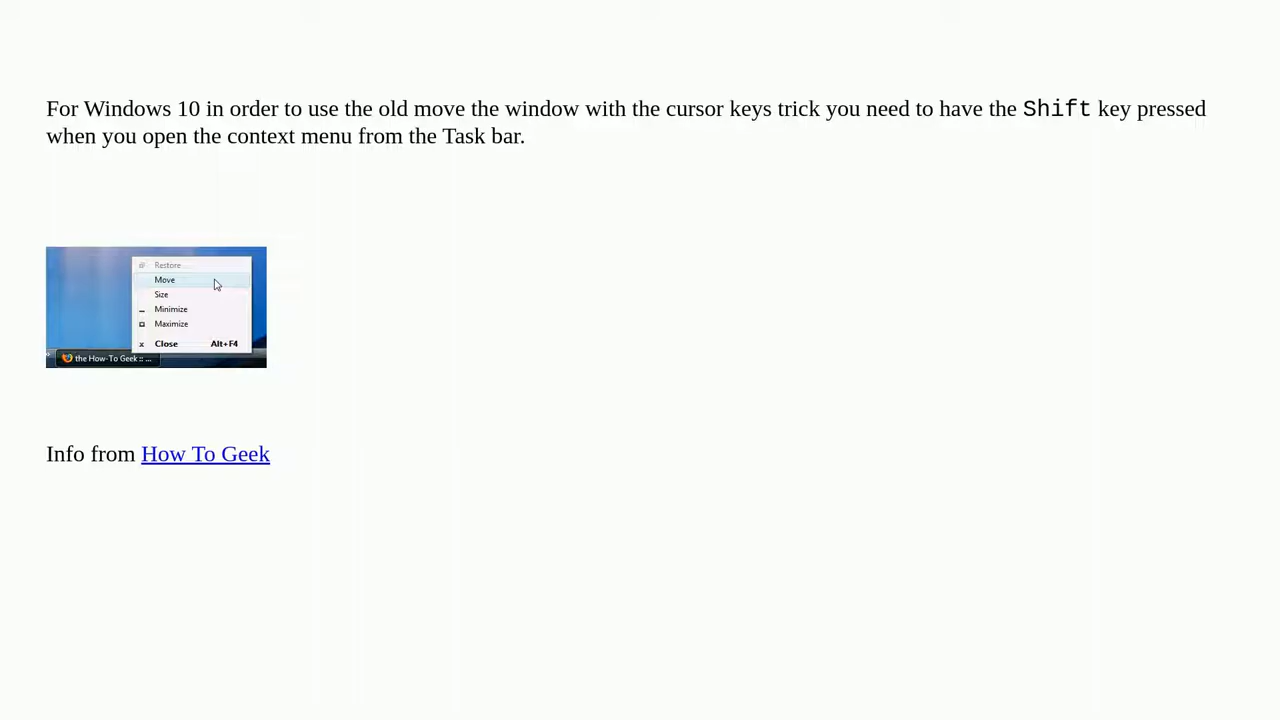 For Windows 10 in order to use the old move the window with the cursor keys trick you need to have the Shift key pressed
when you open the context menu from the Task bar.
Restore
Move
Size
Minimize
Maximize
Close Alt+F4
the How-To Geek :: ...
Info from How To Geek